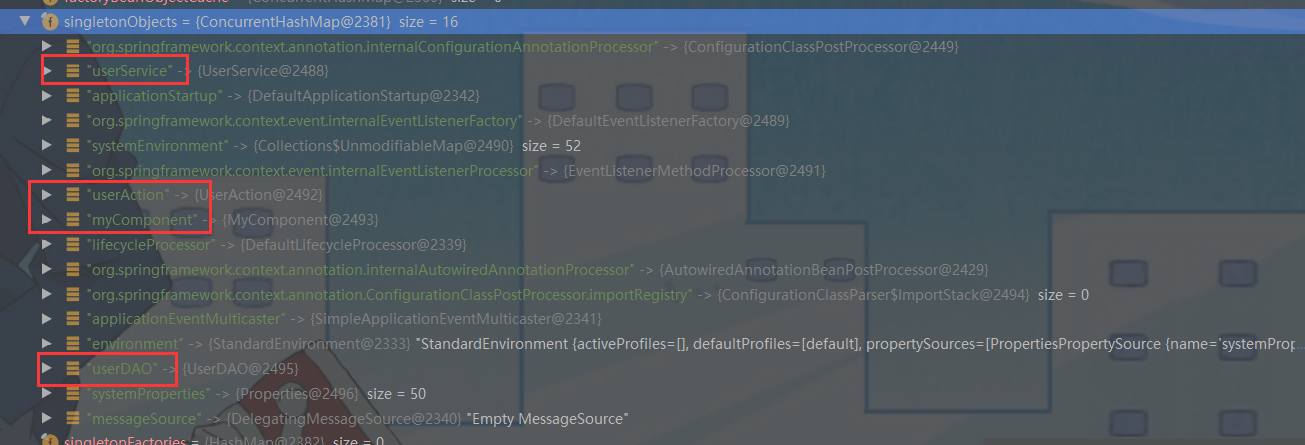 factoryBeanObjectCache = {ConcurrentHashMap@2380} size = 0
singletonObjects = {ConcurrentHashMap@2381} size = 16
"org.springframework.context.annotation.internalConfigurationAnnotationProcessor" -> {ConfigurationClassPostProcessor@2449}
"userService" -> {UserService@2488}
"applicationStartup" -> {DefaultApplicationStartup@2342}
"org.springframework.context.event.internalEventListenerFactory" -> {DefaultEventListenerFactory@2489}
"systemEnvironment" -> {Collections$UnmodifiableMap@2490} size = 52
"org.springframework.context.event.internalEventListenerProcessor" -> {EventListenerMethodProcessor@2491}
"userAction" -> {UserAction@2492}
"myComponent" -> {MyComponent@2493}
"lifecycleProcessor" -> {DefaultLifecycleProcessor@2339}
"org.springframework.context.annotation.internalAutowiredAnnotationProcessor" -> {AutowiredAnnotationBeanPostProcessor@2429}
"org.springframework.context.annotation.ConfigurationClassPostProcessor.importRegistry" -> {ConfigurationClassParser$ImportStack@2494} size = 0
"applicationEventMulticaster" -> {SimpleApplicationEventMulticaster@2341}
"environment" -> {StandardEnvironment@2333} "StandardEnvironment {activeProfiles=[], defaultProfiles=[default], propertySources=[PropertiesPropertySource {name='systemProp...
"userDAO" -> {UserDAO@2495}
"systemProperties" -> {Properties@2496} size = 50
"messageSource" -> {DelegatingMessageSource@2340} "Empty MessageSource"
singletonFactories = {HashMap@2382} size = 0